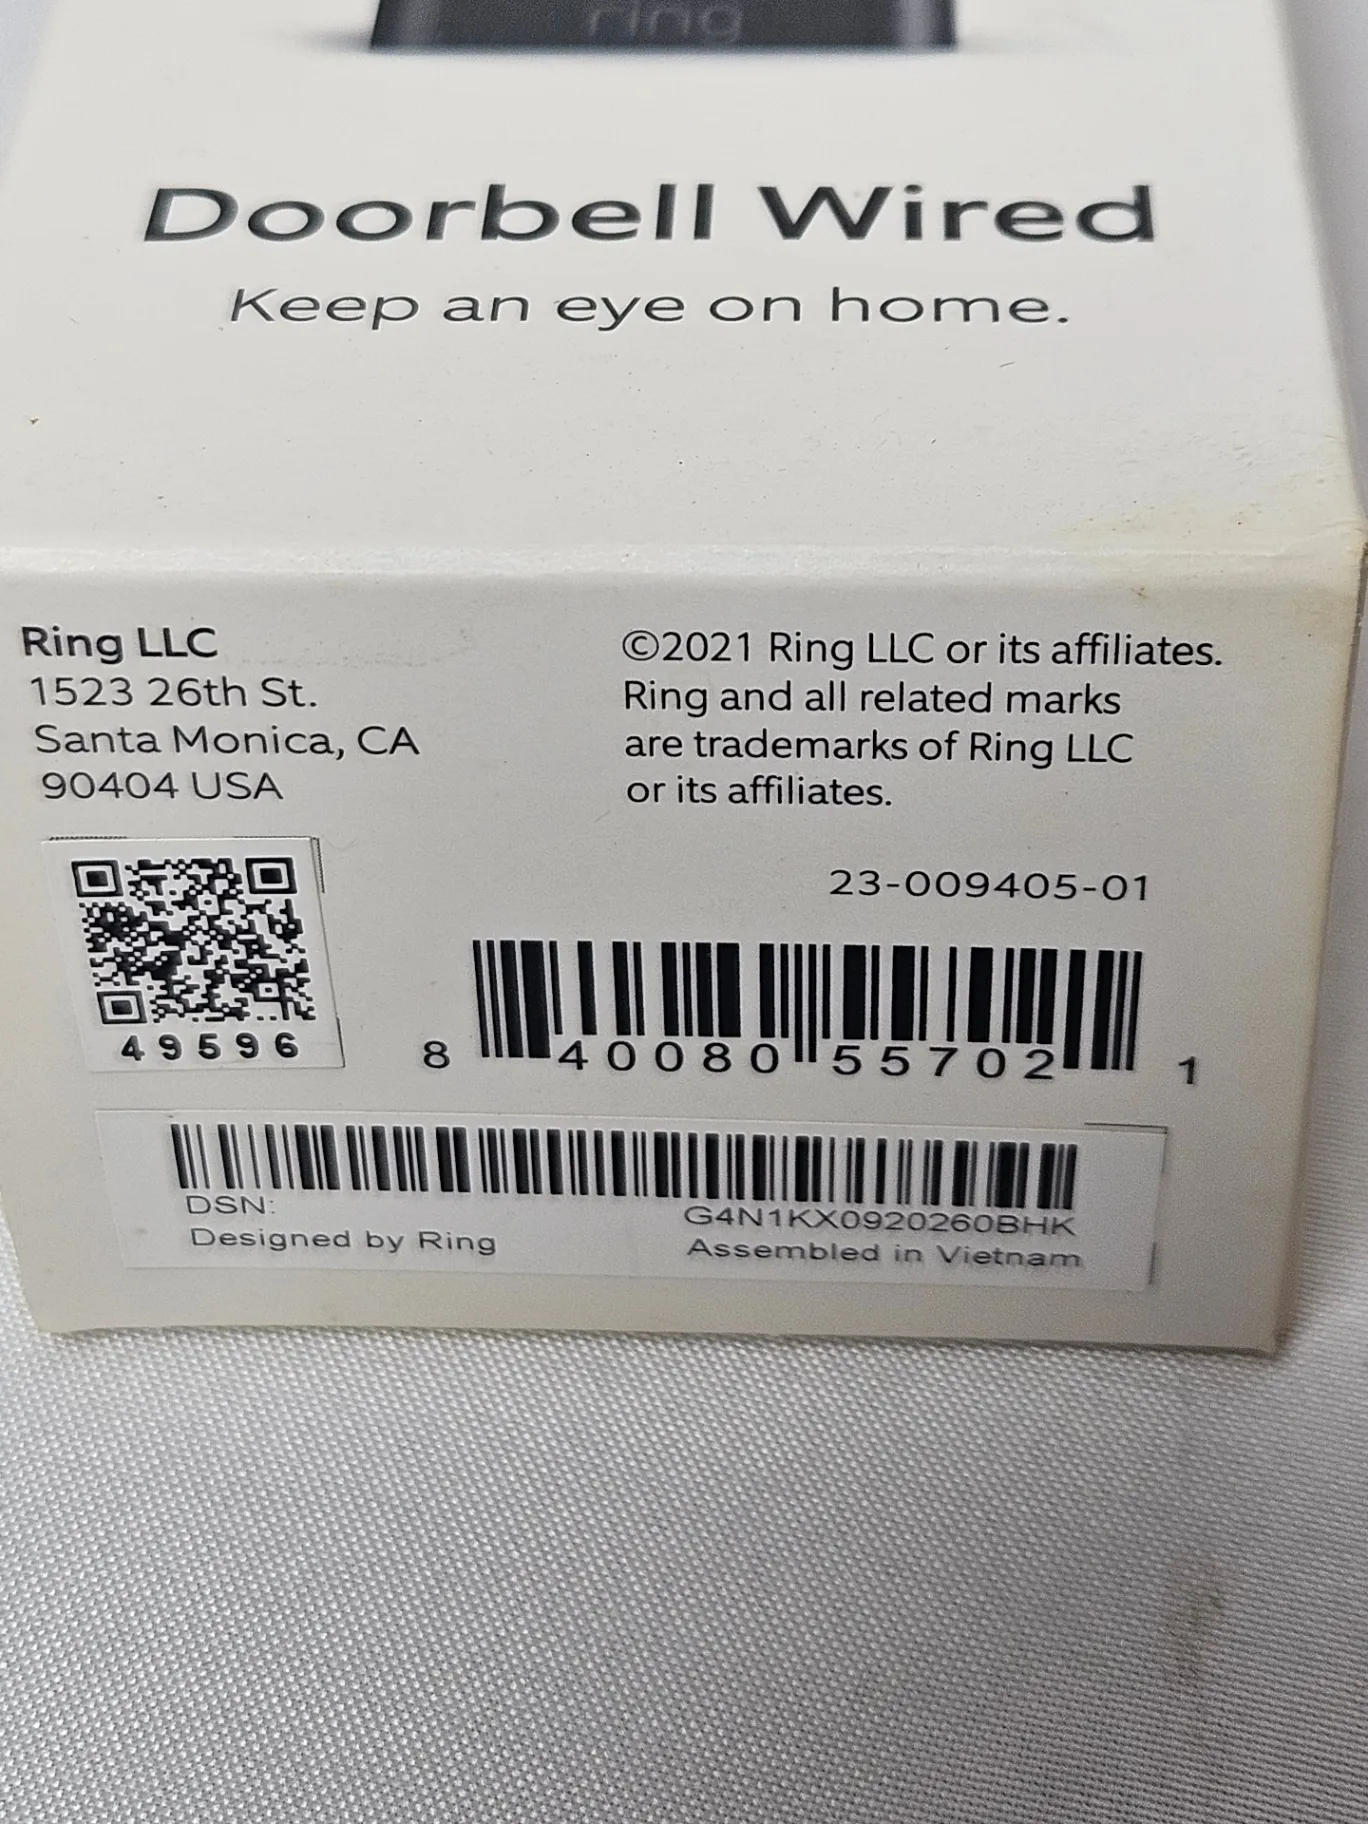 ring
Doorbell Wired
Keep an eye on home.
Ring LLC
1523 26th St.
Santa Monica, CA
90404 USA
©2021 Ring LLC or its affiliates.
Ring and all related marks
are trademarks of Ring LLC
or its affiliates.
23-009405-01
49596
8 40080 55702 1
DSN: G4N1KX0920260BHK
Designed by Ring Assembled in Vietnam